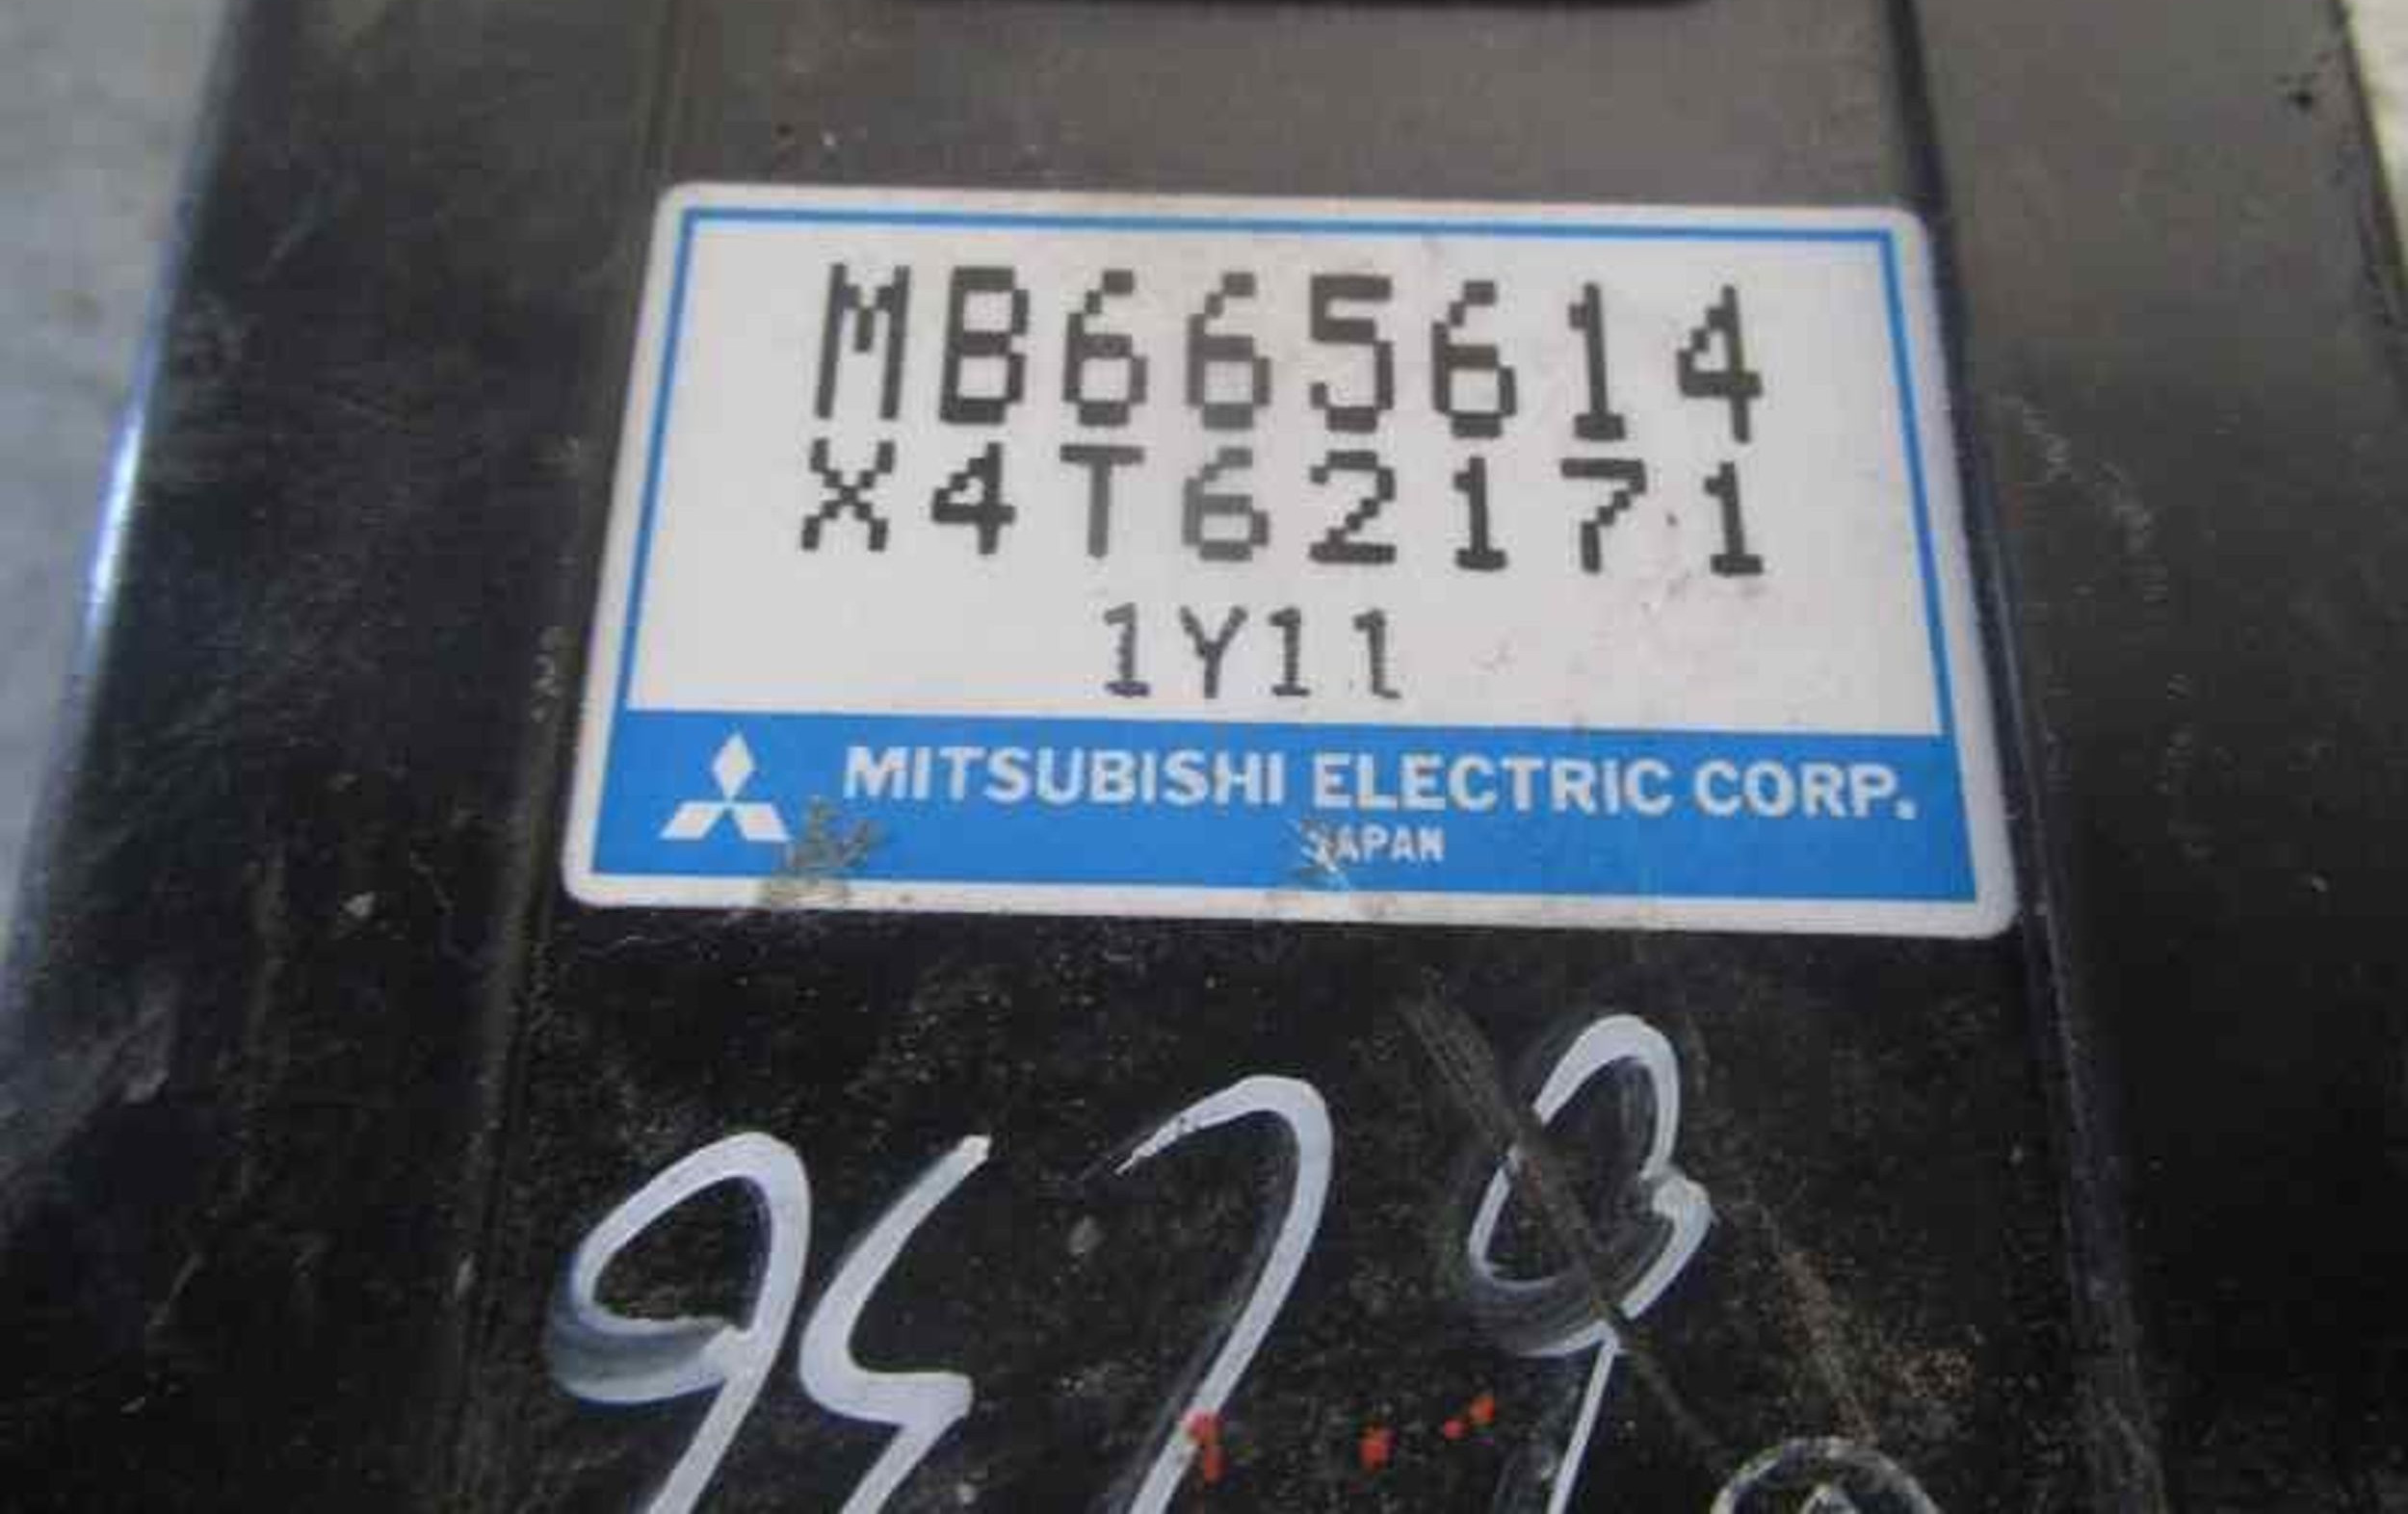 MB665614
X4T62171
1Y11
MITSUBISHI ELECTRIC CORP.
JAPAN